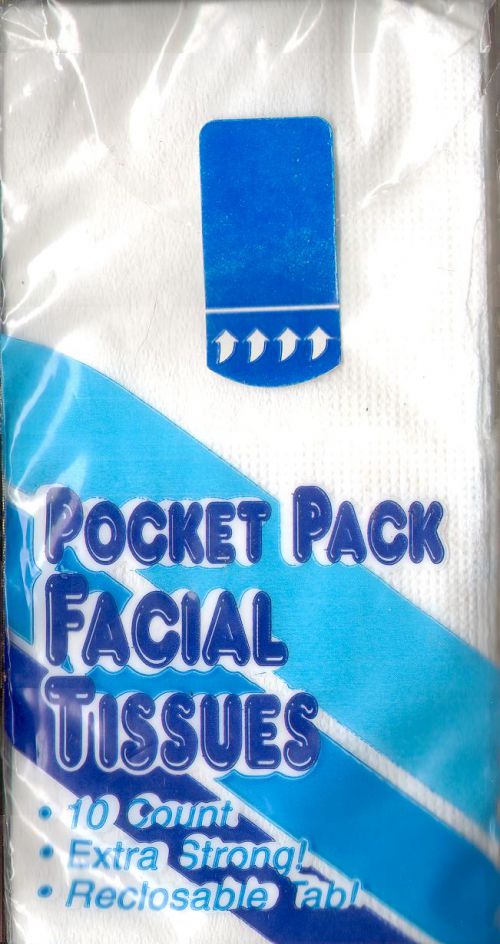 POCKET PACK
FACIAL
TISSUES
• 10 Count
• Extra Strong!
• Reclosable Tab!